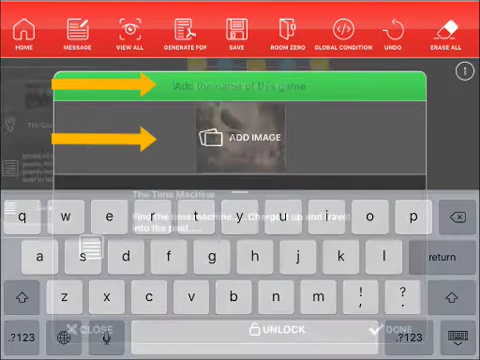 HOME MESSAGE VIEW ALL GENERATE PDF SAVE ROOM ZERO GLOBAL CONDITION UNDO ERASE ALL
Add the name of this game
ADD IMAGE
The Time Machine
Find the time machine.... Charge it up and travel
into the past.....
q w e r t y u i o p
a s d f g h j k l return
z x c v b n m ! , ? .
.?123 CLOSE UNLOCK DONE .?123